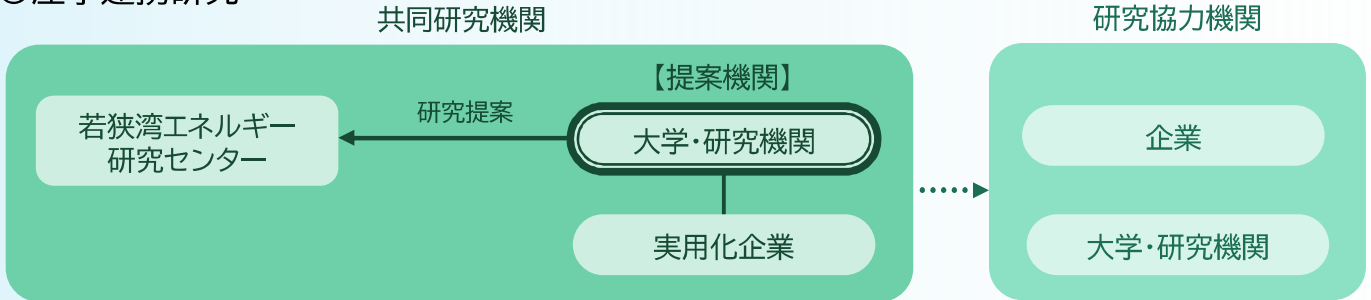 共同研究機関
研究協力機関
【提案機関】
若狭湾エネルギー
研究センター
研究提案
大学・研究機関
実用化企業
企業
大学・研究機関